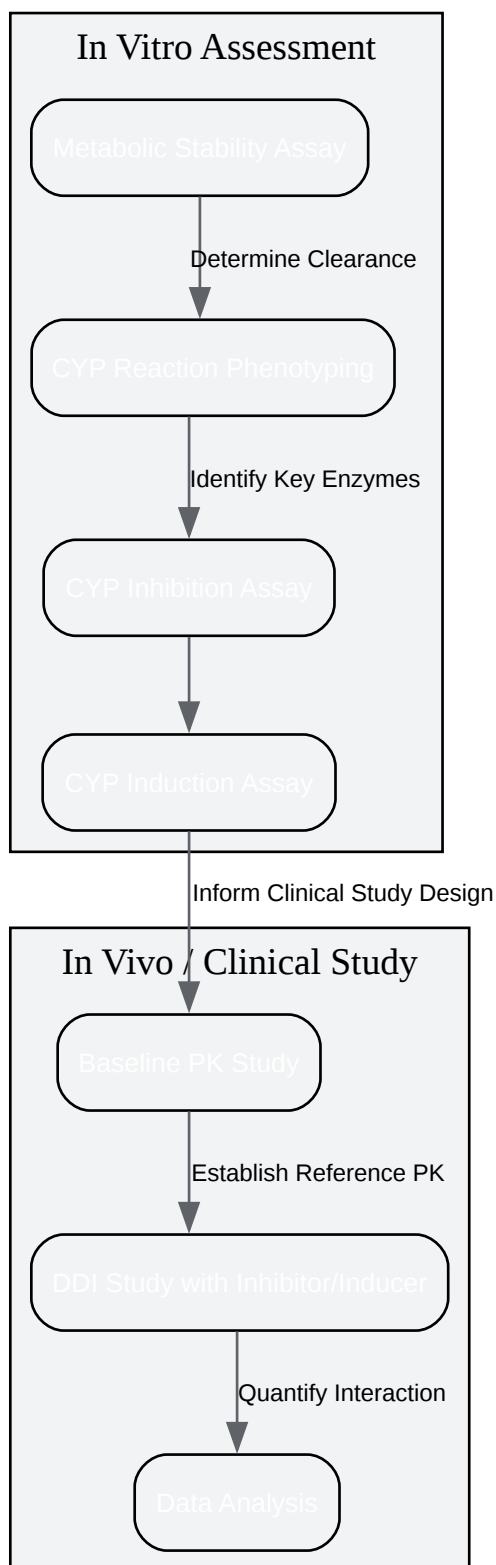 In Vitro Assessment
Metabolic Stability Assay
Determine Clearance
CYP Reaction Phenotyping
Identify Key Enzymes
CYP Inhibition Assay
CYP Induction Assay
Inform Clinical Study Design
In Vivo / Clinical Study
Baseline PK Study
Establish Reference PK
DDI Study with Inhibitor/Inducer
Quantify Interaction
Data Analysis